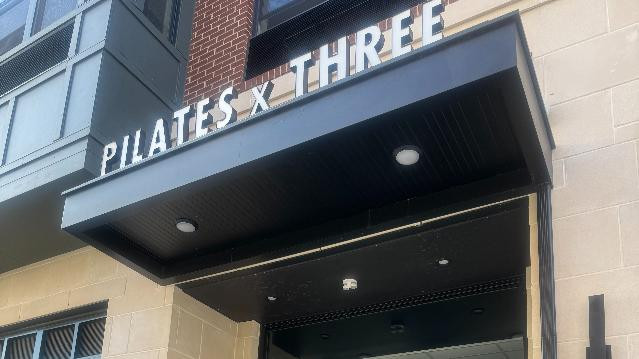 PILATES x THREE